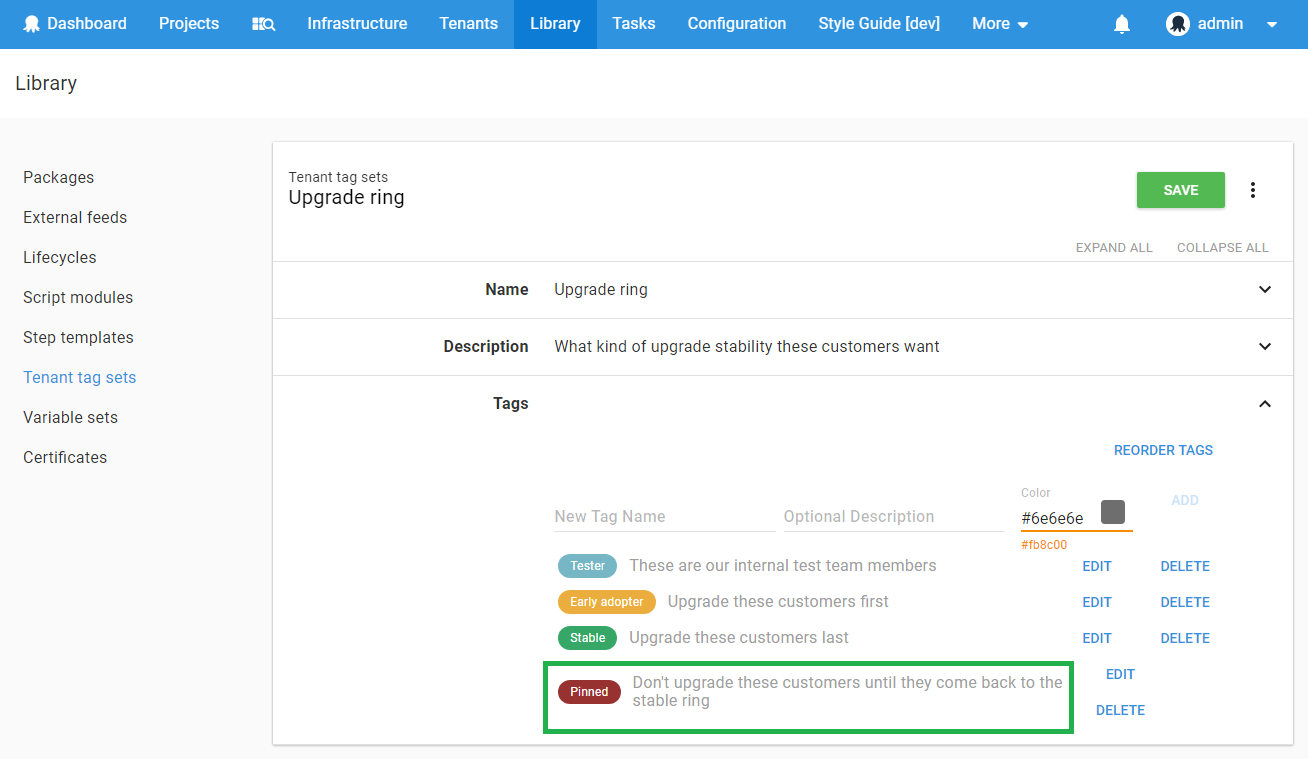 Dashboard Projects Infrastructure Tenants Library Tasks Configuration Style Guide [dev] More admin
Library
Packages
External feeds
Lifecycles
Script modules
Step templates
Tenant tag sets
Variable sets
Certificates
Tenant tag sets
Upgrade ring
SAVE
EXPAND ALL COLLAPSE ALL
Name Upgrade ring
Description What kind of upgrade stability these customers want
Tags
REORDER TAGS
New Tag Name Optional Description
Color
#6e6e6e
#fb8c00
ADD
Tester These are our internal test team members EDIT DELETE
Early adopter Upgrade these customers first EDIT DELETE
Stable Upgrade these customers last EDIT DELETE
Pinned Don't upgrade these customers until they come back to the
stable ring
EDIT
DELETE